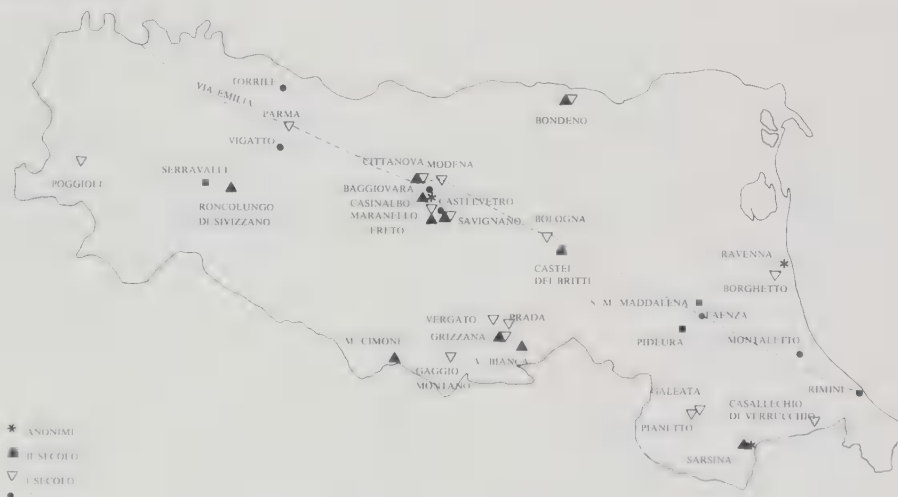 TORRILE
VIA EMILIA
PARMA
VIGATTO
BONDENO
POGGIOLI
SERRAVALLE
RONCOLUNGO
DI SIVIZZANO
CITTANOVA
MODENA
BAGGIOVARA
CASINALBO
CASTELVETRO
MARANELLO
SAVIGNANO
BOLOGNA
CASTEL
DEI BRITTI
RAVENNA
BORGHETTO
S. M. MADDALENA
FAENZA
PIDEURA
MONTALETTO
VERGATO
PRADA
M. CIMONE
GRIZZANA
GAGGIO
MONTANO
RIMINI
GALEATA
CASALLECHIO
DI VERRUCCHIO
PIANETTO
SARSINA
ANONIMI
II SECOLO
I SECOLO